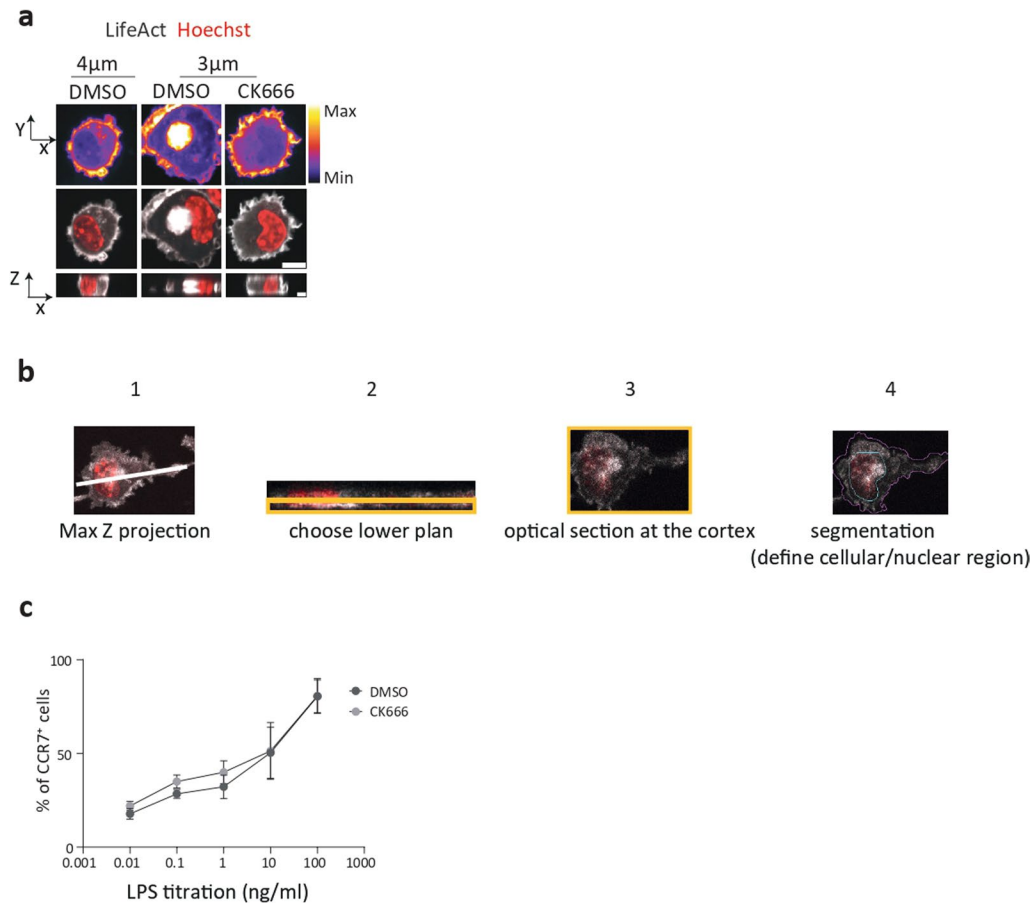 a
LifeAct Hoechst
4µm 3µm
DMSO DMSO CK666
Y
X
Max
Min
Z
X
b
1 2 3 4
Max Z projection choose lower plan optical section at the cortex segmentation
(define cellular/nuclear region)
c
% of CCR7⁺ cells
100
50
0
0.001 0.01 0.1 1 10 100 1000
LPS titration (ng/ml)
DMSO
CK666